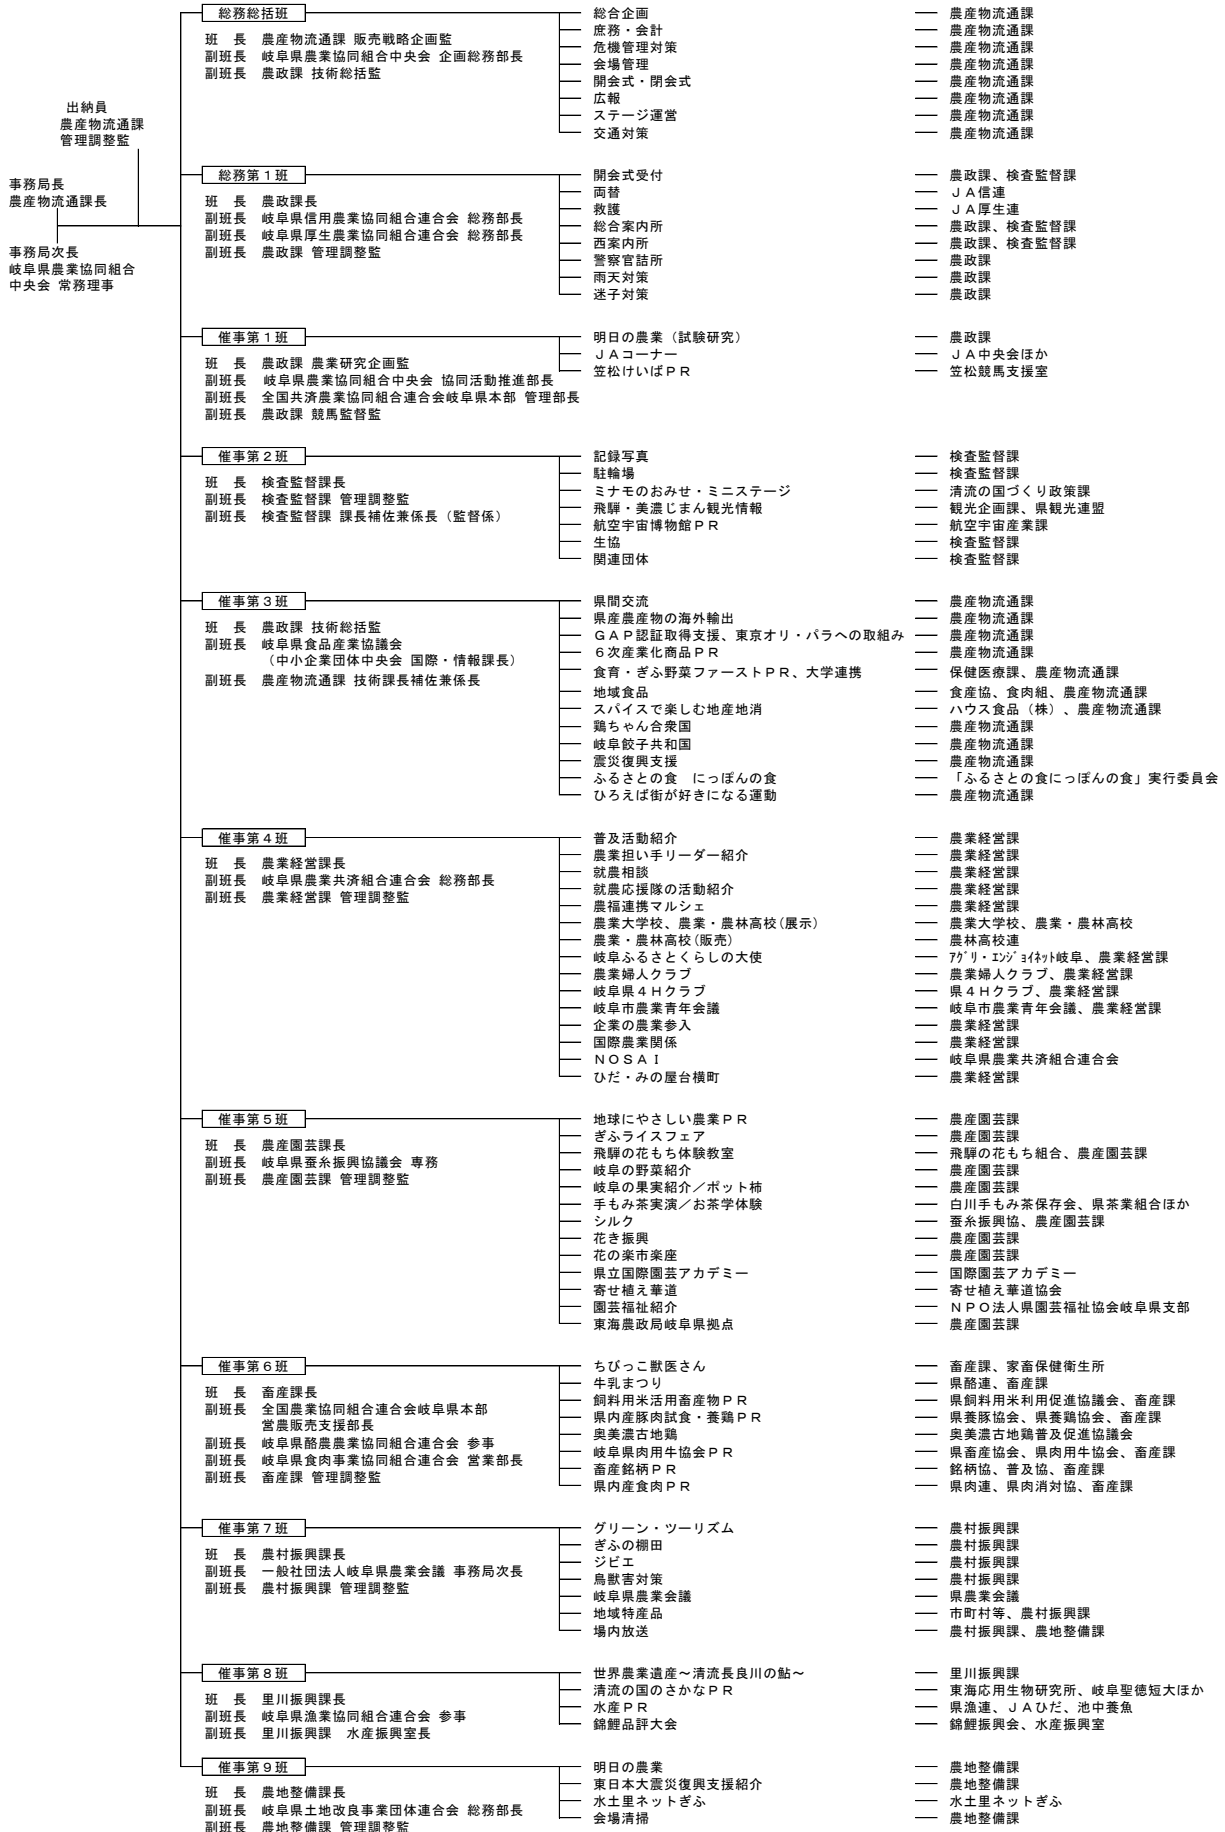 出納員
農産物流通課
管理調整監
事務局長
農産物流通課長
事務局次長
岐阜県農業協同組合
中央会 常務理事
総務総括班
班　長　農産物流通課 販売戦略企画監
副班長　岐阜県農業協同組合中央会 企画総務部長
副班長　農政課 技術総括監
総合企画 農産物流通課
庶務・会計 農産物流通課
危機管理対策 農産物流通課
会場管理 農産物流通課
開会式・閉会式 農産物流通課
広報 農産物流通課
ステージ運営 農産物流通課
交通対策 農産物流通課
総務第１班
班　長　農政課長
副班長　岐阜県信用農業協同組合連合会 総務部長
副班長　岐阜県厚生農業協同組合連合会 総務部長
副班長　農政課 管理調整監
開会式受付 農政課、検査監督課
両替 ＪＡ信連
救護 ＪＡ厚生連
総合案内所 農政課、検査監督課
西案内所 農政課、検査監督課
警察官詰所 農政課
雨天対策 農政課
迷子対策 農政課
催事第１班
班　長　農政課 農業研究企画監
副班長　岐阜県農業協同組合中央会 協同活動推進部長
副班長　全国共済農業協同組合連合会岐阜県本部 管理部長
副班長　農政課 競馬監督監
明日の農業（試験研究） 農政課
ＪＡコーナー ＪＡ中央会ほか
笠松けいばＰＲ 笠松競馬支援室
催事第２班
班　長　検査監督課長
副班長　検査監督課 管理調整監
副班長　検査監督課 課長補佐兼係長（監督係）
記録写真 検査監督課
駐輪場 検査監督課
ミナモのおみせ・ミニステージ 清流の国づくり政策課
飛騨・美濃じまん観光情報 観光企画課、県観光連盟
航空宇宙博物館ＰＲ 航空宇宙産業課
生協 検査監督課
関連団体 検査監督課
催事第３班
班　長　農政課 技術総括監
副班長　岐阜県食品産業協議会
（中小企業団体中央会 国際・情報課長）
副班長　農産物流通課 技術課長補佐兼係長
県間交流 農産物流通課
県産農産物の海外輸出 農産物流通課
ＧＡＰ認証取得支援、東京オリ・パラへの取組み 農産物流通課
６次産業化商品ＰＲ 農産物流通課
食育・ぎふ野菜ファーストＰＲ、大学連携 保健医療課、農産物流通課
地域食品 食産協、食肉組、農産物流通課
スパイスで楽しむ地産地消 ハウス食品（株）、農産物流通課
鶏ちゃん合衆国 農産物流通課
岐阜餃子共和国 農産物流通課
震災復興支援 農産物流通課
ふるさとの食　にっぽんの食 「ふるさとの食にっぽんの食」実行委員会
ひろえば街が好きになる運動 農産物流通課
催事第４班
班　長　農業経営課長
副班長　岐阜県農業共済組合連合会 総務部長
副班長　農業経営課 管理調整監
普及活動紹介 農業経営課
農業担い手リーダー紹介 農業経営課
就農相談 農業経営課
就農応援隊の活動紹介 農業経営課
農福連携マルシェ 農業経営課
農業大学校、農業・農林高校(展示) 農業大学校、農業・農林高校
農業・農林高校(販売) 農林高校連
岐阜ふるさとくらしの大使 ｱｸﾞﾘ・ｴﾝｼﾞｮｲﾈｯﾄ岐阜、農業経営課
農業婦人クラブ 農業婦人クラブ、農業経営課
岐阜県４Ｈクラブ 県４Ｈクラブ、農業経営課
岐阜市農業青年会議 岐阜市農業青年会議、農業経営課
企業の農業参入 農業経営課
国際農業関係 農業経営課
ＮＯＳＡＩ 岐阜県農業共済組合連合会
ひだ・みの屋台横町 農業経営課
催事第５班
班　長　農産園芸課長
副班長　岐阜県蚕糸振興協議会 専務
副班長　農産園芸課 管理調整監
地球にやさしい農業ＰＲ 農産園芸課
ぎふライスフェア 農産園芸課
飛騨の花もち体験教室 飛騨の花もち組合、農産園芸課
岐阜の野菜紹介 農産園芸課
岐阜の果実紹介／ポット柿 農産園芸課
手もみ茶実演／お茶学体験 白川手もみ茶保存会、県茶業組合ほか
シルク 蚕糸振興協、農産園芸課
花き振興 農産園芸課
花の楽市楽座 農産園芸課
県立国際園芸アカデミー 国際園芸アカデミー
寄せ植え華道 寄せ植え華道協会
園芸福祉紹介 ＮＰＯ法人県園芸福祉協会岐阜県支部
東海農政局岐阜県拠点 農産園芸課
催事第６班
班　長　畜産課長
副班長　全国農業協同組合連合会岐阜県本部
営農販売支援部長
副班長　岐阜県酪農農業協同組合連合会 参事
副班長　岐阜県食肉事業協同組合連合会 営業部長
副班長　畜産課 管理調整監
ちびっこ獣医さん 畜産課、家畜保健衛生所
牛乳まつり 県酪連、畜産課
飼料用米活用畜産物ＰＲ 県飼料用米利用促進協議会、畜産課
県内産豚肉試食・養鶏ＰＲ 県養豚協会、県養鶏協会、畜産課
奥美濃古地鶏 奥美濃古地鶏普及促進協議会
岐阜県肉用牛協会ＰＲ 県畜産協会、県肉用牛協会、畜産課
畜産銘柄ＰＲ 銘柄協、普及協、畜産課
県内産食肉ＰＲ 県肉連、県肉消対協、畜産課
催事第７班
班　長　農村振興課長
副班長　一般社団法人岐阜県農業会議 事務局次長
副班長　農村振興課 管理調整監
グリーン・ツーリズム 農村振興課
ぎふの棚田 農村振興課
ジビエ 農村振興課
鳥獣害対策 農村振興課
岐阜県農業会議 県農業会議
地域特産品 市町村等、農村振興課
場内放送 農村振興課、農地整備課
催事第８班
班　長　里川振興課長
副班長　岐阜県漁業協同組合連合会 参事
副班長　里川振興課　水産振興室長
世界農業遺産～清流長良川の鮎～ 里川振興課
清流の国のさかなＰＲ 東海応用生物研究所、岐阜聖徳短大ほか
水産ＰＲ 県漁連、ＪＡひだ、池中養魚
錦鯉品評大会 錦鯉振興会、水産振興室
催事第９班
班　長　農地整備課長
副班長　岐阜県土地改良事業団体連合会 総務部長
副班長　農地整備課 管理調整監
明日の農業 農地整備課
東日本大震災復興支援紹介 農地整備課
水土里ネットぎふ 水土里ネットぎふ
会場清掃 農地整備課